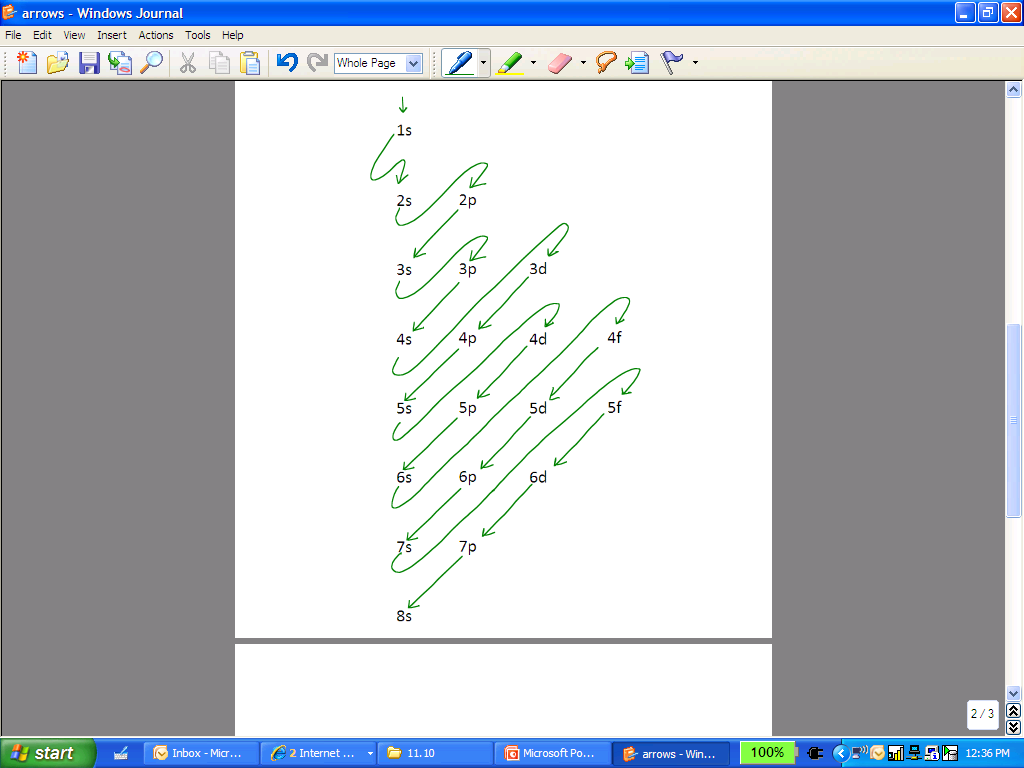 arrows - Windows Journal
File Edit View Insert Actions Tools Help
Whole Page
1s
2s 2p
3s 3p 3d
4s 4p 4d 4f
5s 5p 5d 5f
6s 6p 6d
7s 7p
8s
2 / 3
start Inbox - Micr... 2 Internet ... 11.10 Microsoft Po... arrows - Win... 100% 12:36 PM